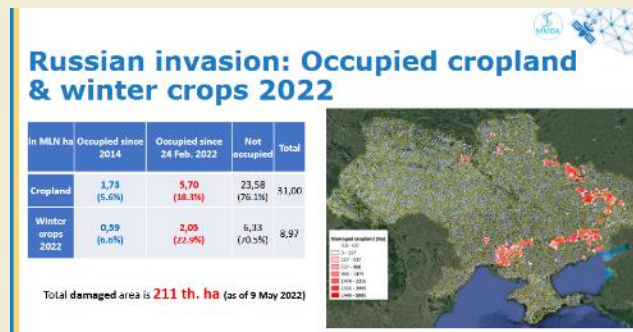 Russian invasion: Occupied cropland
& winter crops 2022
In MLN ha Occupied since 2014 Occupied since 24 Feb. 2022 Not occupied Total
Cropland 1,73 (5.6%) 5,70 (18.3%) 23,58 (76.1%) 31,00
Winter crops 2022 0,59 (6.6%) 2,05 (22.9%) 6,33 (70.5%) 8,97
Total damaged area is 211 th. ha (as of 9 May 2022)
Damaged cropland (ha)